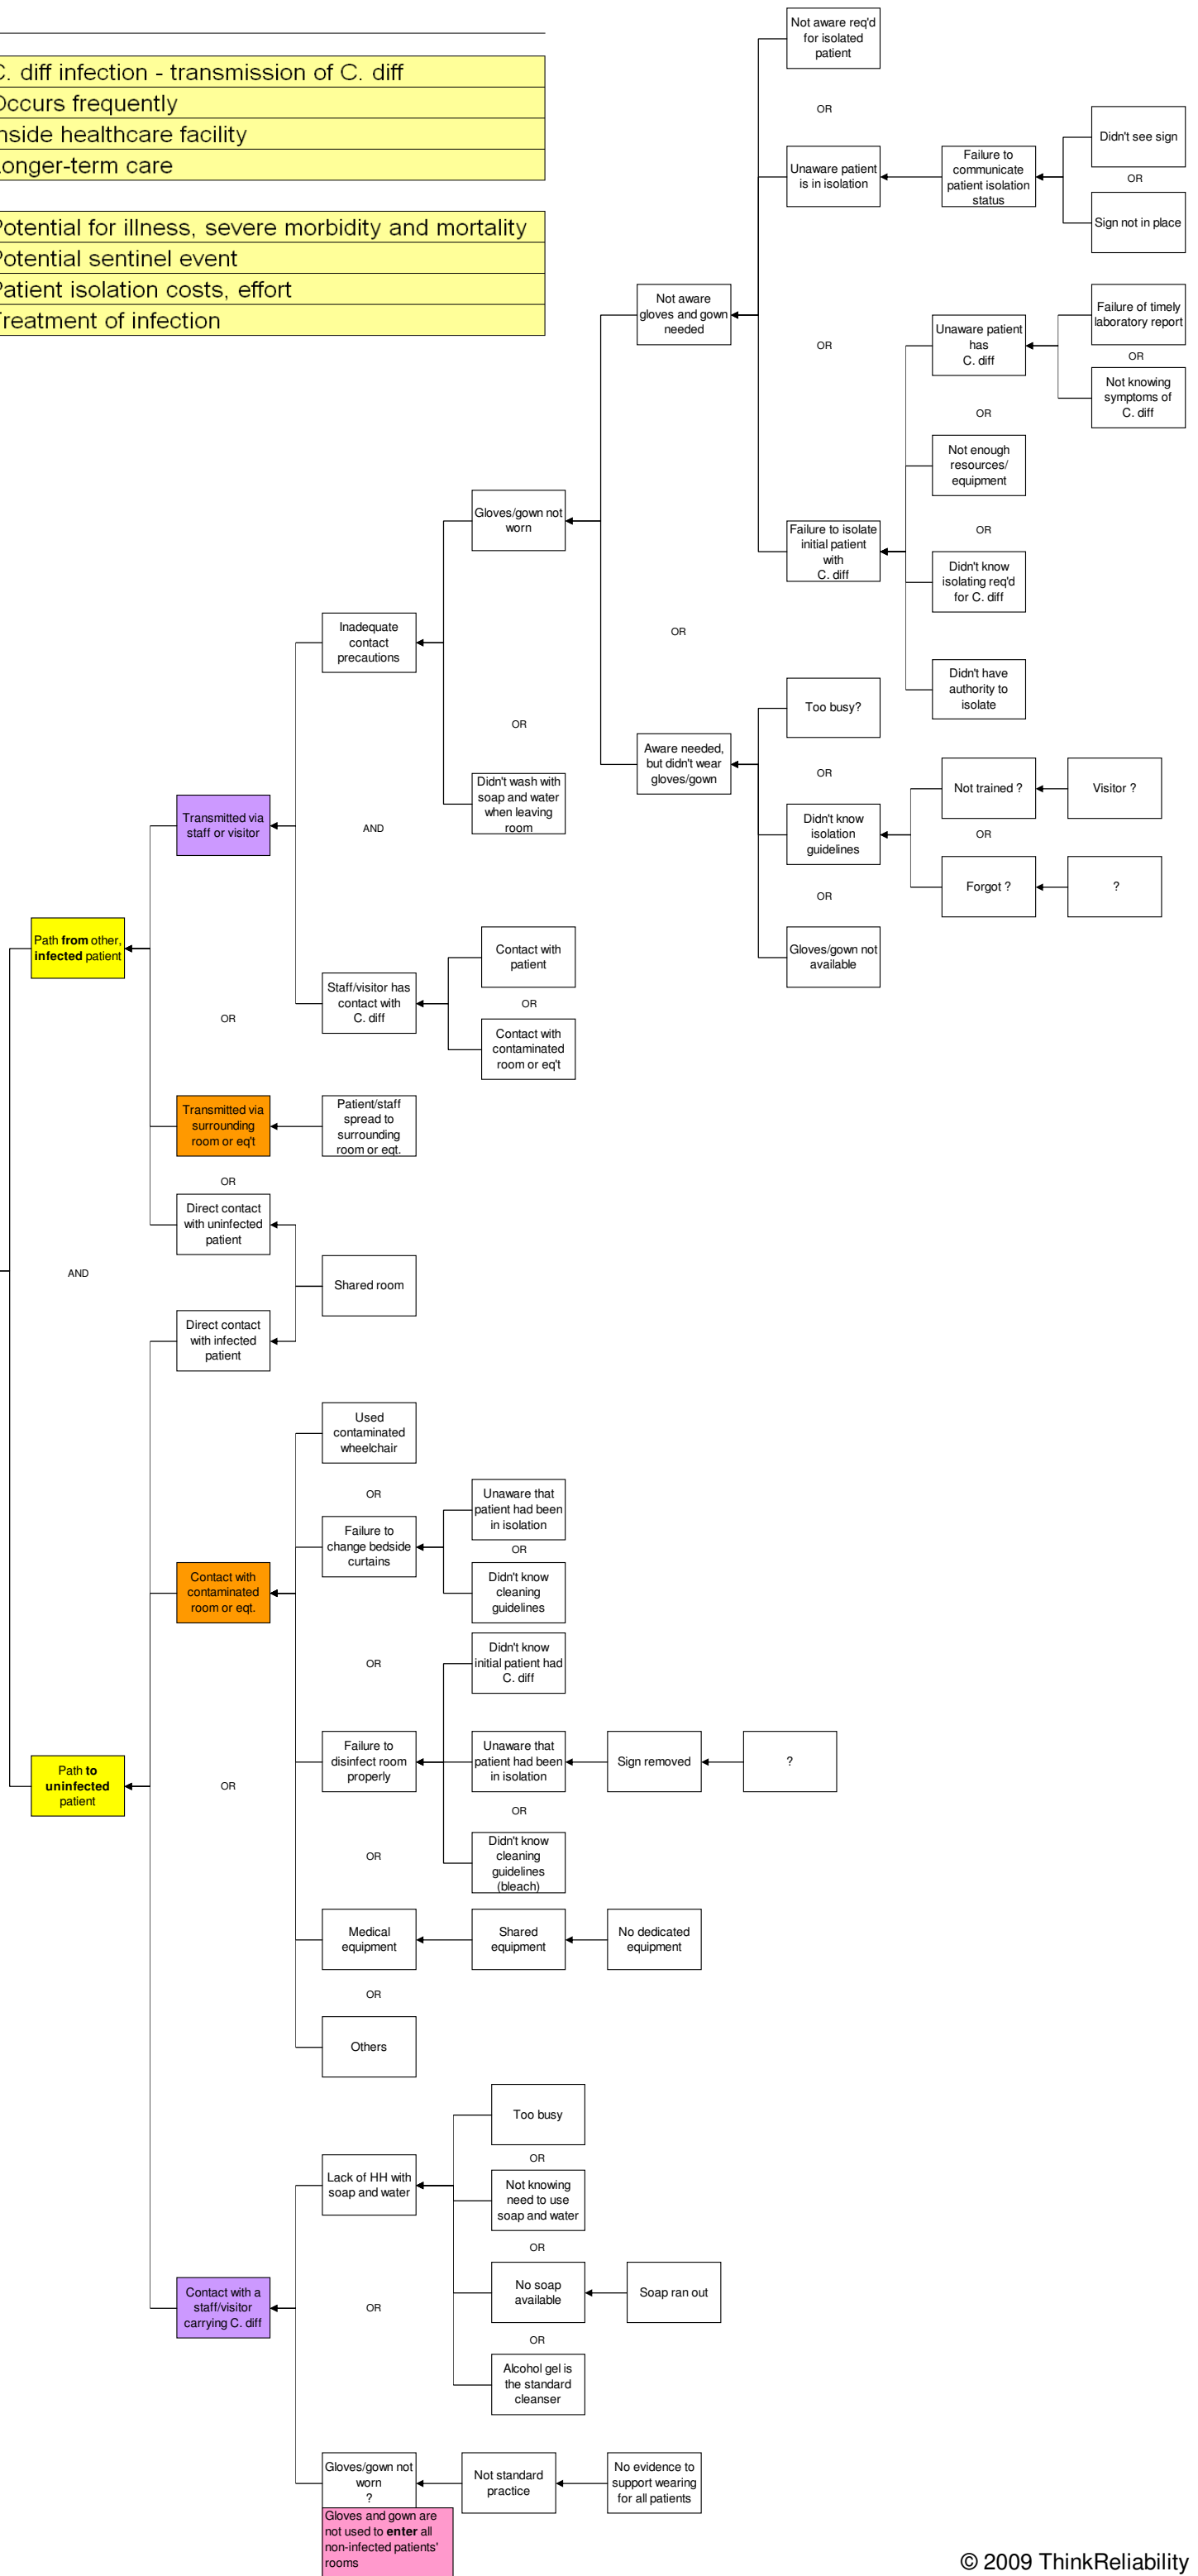 C. diff infection - transmission of C. diff
Occurs frequently
nside healthcare facility
onger-term care
Potential for illness, severe morbidity and mortality
Potential sentinel event
Patient isolation costs, effort
Treatment of infection
Not aware req'd
for isolated
patient
OR
Unaware patient
is in isolation
Failure to
communicate
patient isolation
status
Didn't see sign
OR
Sign not in place
Not aware
gloves and gown
needed
OR
Unaware patient
has
C. diff
Failure of timely
laboratory report
OR
Not knowing
symptoms of
C. diff
OR
Not enough
resources/
equipment
OR
Failure to isolate
initial patient
with
C. diff
Didn't know
isolating req'd
for C. diff
Didn't have
authority to
isolate
Gloves/gown not
worn
OR
Inadequate
contact
precautions
OR
Didn't wash with
soap and water
when leaving
room
Aware needed,
but didn't wear
gloves/gown
Too busy?
OR
Didn't know
isolation
guidelines
Not trained ?
Visitor ?
OR
Forgot ?
?
OR
Gloves/gown not
available
Transmitted via
staff or visitor
AND
Path from other,
infected patient
Staff/visitor has
contact with
C. diff
Contact with
patient
OR
Contact with
contaminated
room or eq't
OR
Transmitted via
surrounding
room or eq't
Patient/staff
spread to
surrounding
room or eqt.
OR
Direct contact
with uninfected
patient
AND
Shared room
Direct contact
with infected
patient
Used
contaminated
wheelchair
OR
Failure to
change bedside
curtains
Unaware that
patient had been
in isolation
OR
Didn't know
cleaning
guidelines
Contact with
contaminated
room or eqt.
OR
Didn't know
initial patient had
C. diff
Failure to
disinfect room
properly
Unaware that
patient had been
in isolation
Sign removed
?
OR
Didn't know
cleaning
guidelines
(bleach)
Path to
uninfected
patient
OR
OR
Medical
equipment
Shared
equipment
No dedicated
equipment
OR
Others
Lack of HH with
soap and water
Too busy
OR
Not knowing
need to use
soap and water
OR
No soap
available
Soap ran out
OR
Alcohol gel is
the standard
cleanser
Contact with a
staff/visitor
carrying C. diff
OR
Gloves/gown not
worn
?
Not standard
practice
No evidence to
support wearing
for all patients
Gloves and gown are
not used to enter all
non-infected patients'
rooms
© 2009 ThinkReliability